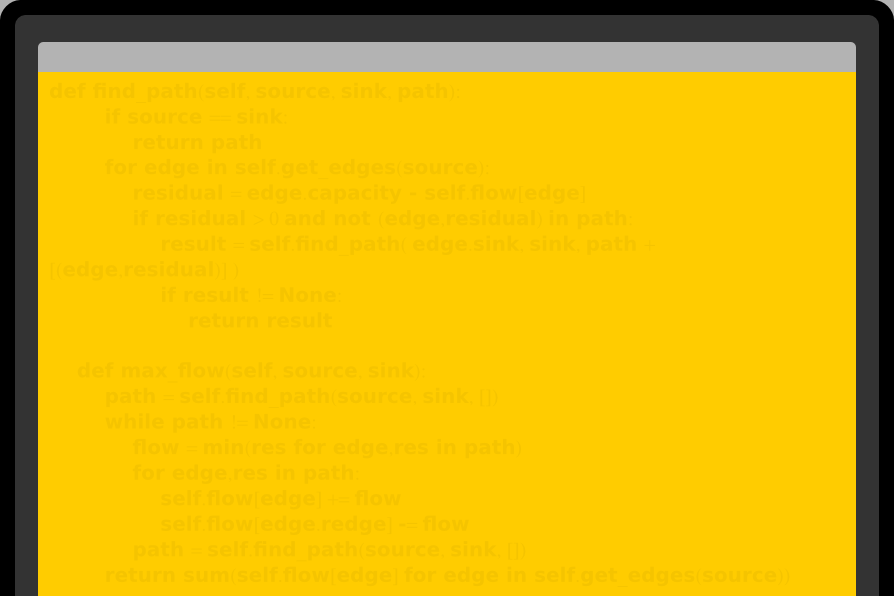 def find_path(self, source, sink, path):
if source == sink:
return path
for edge in self.get_edges(source):
residual = edge.capacity - self.flow[edge]
if residual > 0 and not (edge,residual) in path:
result = self.find_path( edge.sink, sink, path +
[(edge,residual)] )
if result != None:
return result
def max_flow(self, source, sink):
path = self.find_path(source, sink, [])
while path != None:
flow = min(res for edge,res in path)
for edge,res in path:
self.flow[edge] += flow
self.flow[edge.redge] -= flow
path = self.find_path(source, sink, [])
return sum(self.flow[edge] for edge in self.get_edges(source))